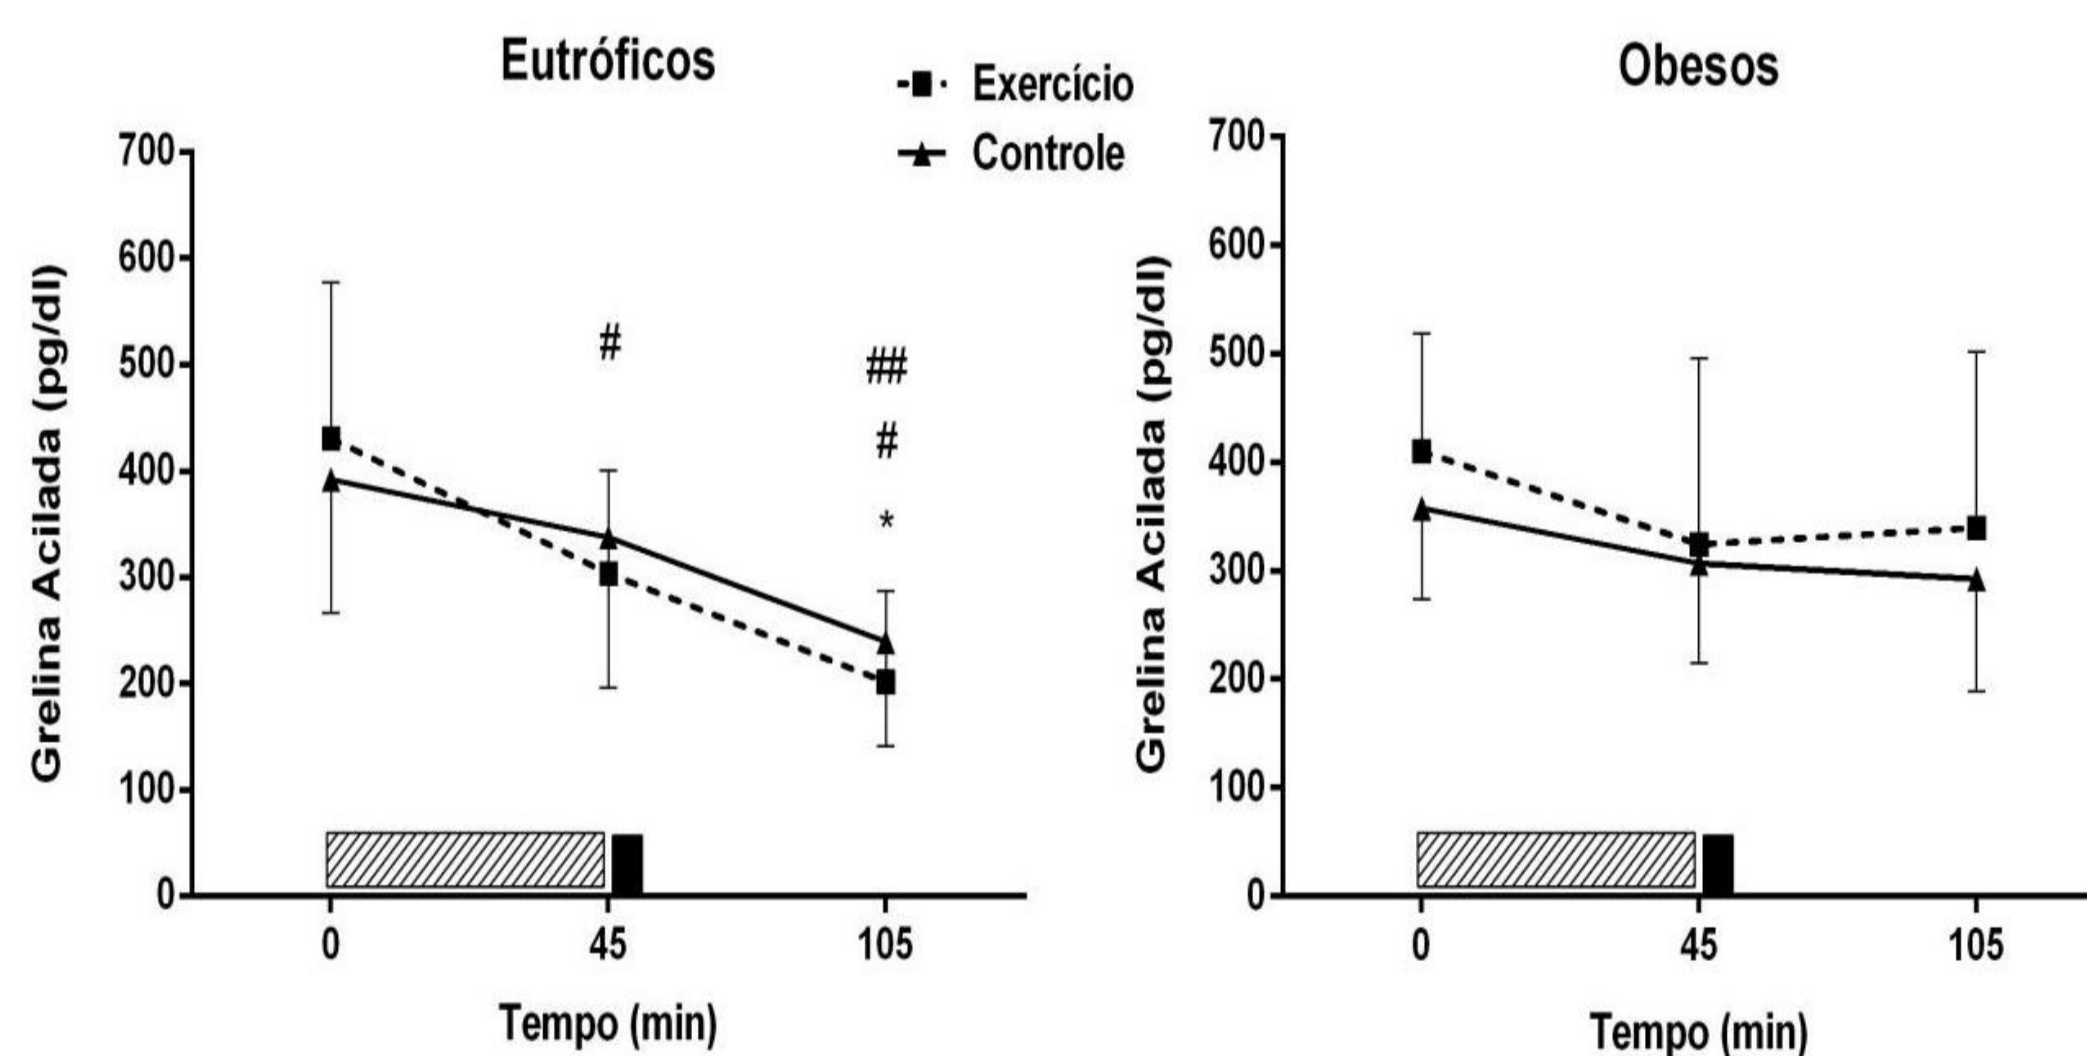 Eutróficos
Exercício
Controle
Grelina Acilada (pg/dl)
700
600
500
400
300
200
100
0
#
##
#
*
0 45 105
Tempo (min)
Obesos
Grelina Acilada (pg/dl)
700
600
500
400
300
200
100
0
0 45 105
Tempo (min)